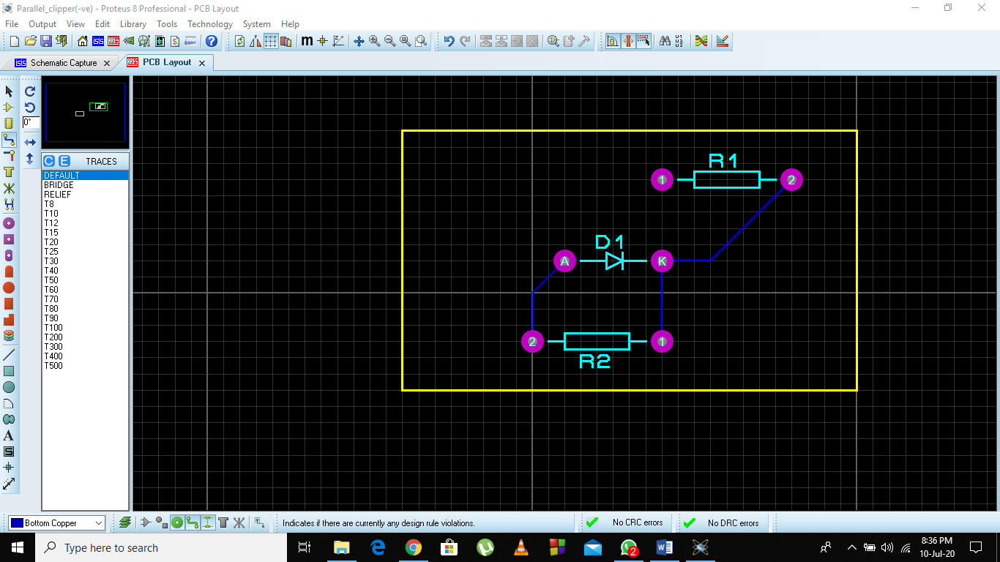 Parallel_clipper(-ve) - Proteus 8 Professional - PCB Layout
File Output View Edit Library Tools Technology System Help
Schematic Capture
PCB Layout
0°
C E TRACES
DEFAULT
BRIDGE
RELIEF
T8
T10
T12
T15
T20
T25
T30
T40
T50
T60
T70
T80
T90
T100
T200
T300
T400
T500
R1
1 2
D1
A K
2 1
R2
Bottom Copper
Indicates if there are currently any design rule violations.
No CRC errors
No DRC errors
Type here to search
2
8:36 PM
10-Jul-20